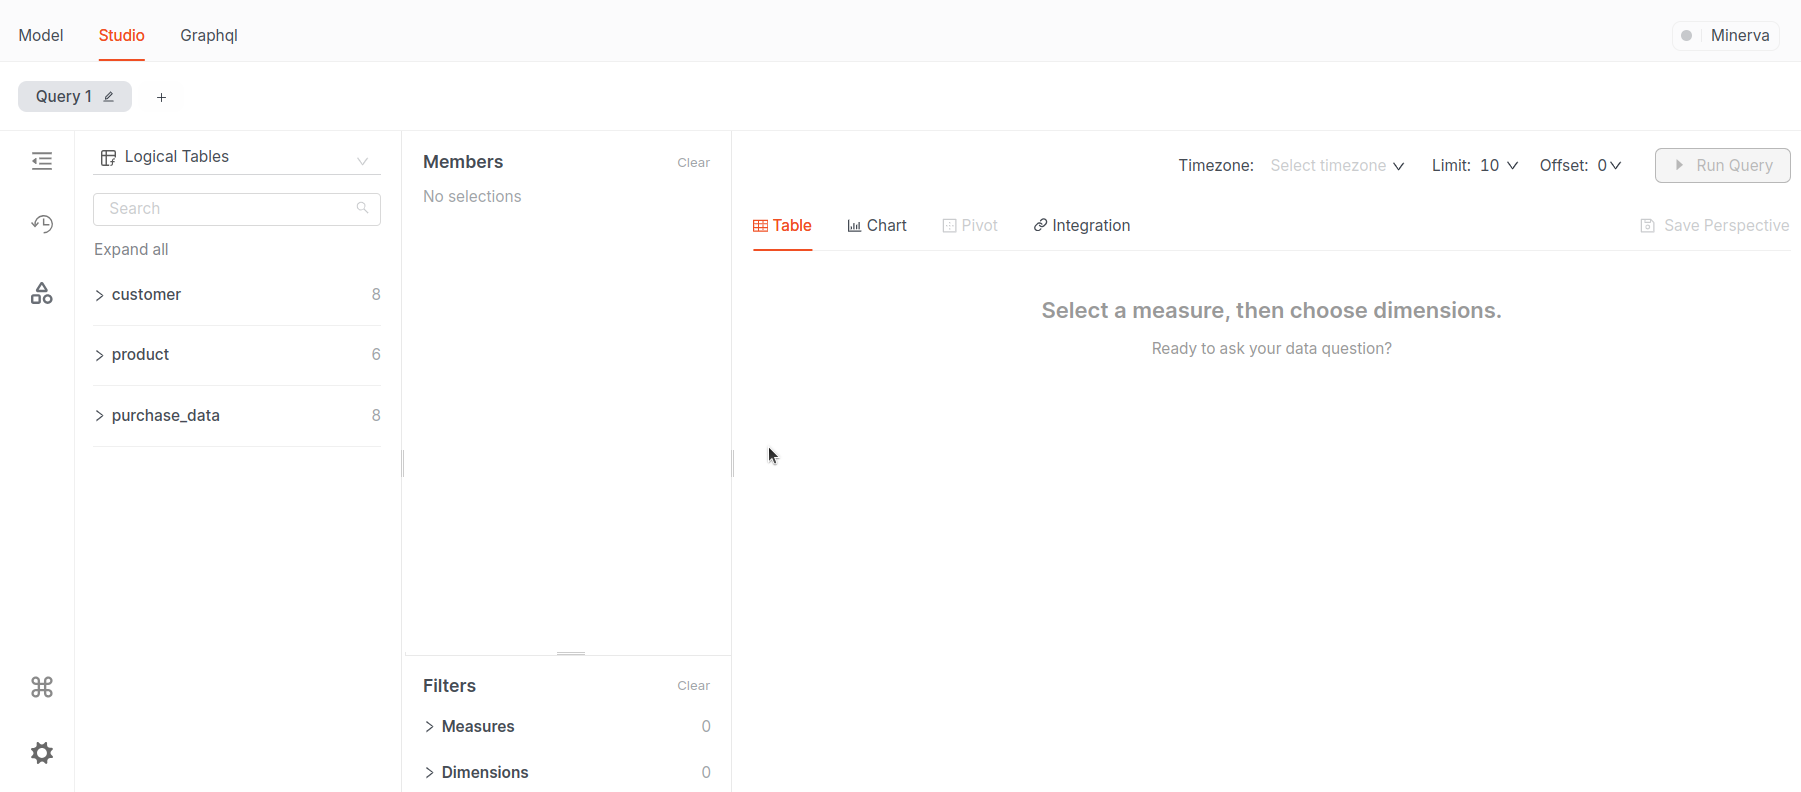 Model Studio Graphql Minerva
Query 1 +
Logical Tables
Search
Expand all
customer 8
product 6
purchase_data 8
Members Clear
No selections
Filters Clear
Measures 0
Dimensions 0
Timezone: Select timezone Limit: 10 Offset: 0 Run Query
Table Chart Pivot Integration Save Perspective
Select a measure, then choose dimensions.
Ready to ask your data question?